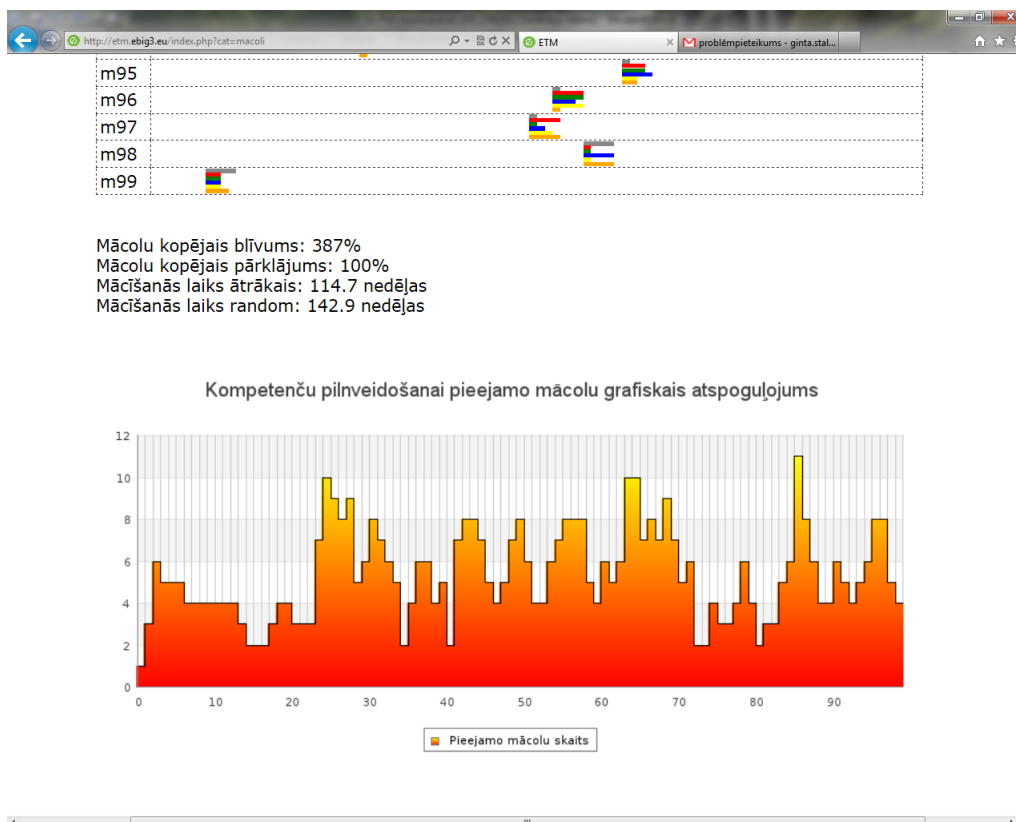 http://etm.ebig3.eu/index.php?cat=macoli
ETM
problēmpieteikums - ginta.stal...
m95
m96
m97
m98
m99
Mācolu kopējais blīvums: 387%
Mācolu kopējais pārklājums: 100%
Mācīšanās laiks ātrākais: 114.7 nedēļas
Mācīšanās laiks random: 142.9 nedēļas
Kompetenču pilnveidošanai pieejamo mācolu grafiskais atspoguļojums
12
10
8
6
4
2
0
0 10 20 30 40 50 60 70 80 90
Pieejamo mācolu skaits